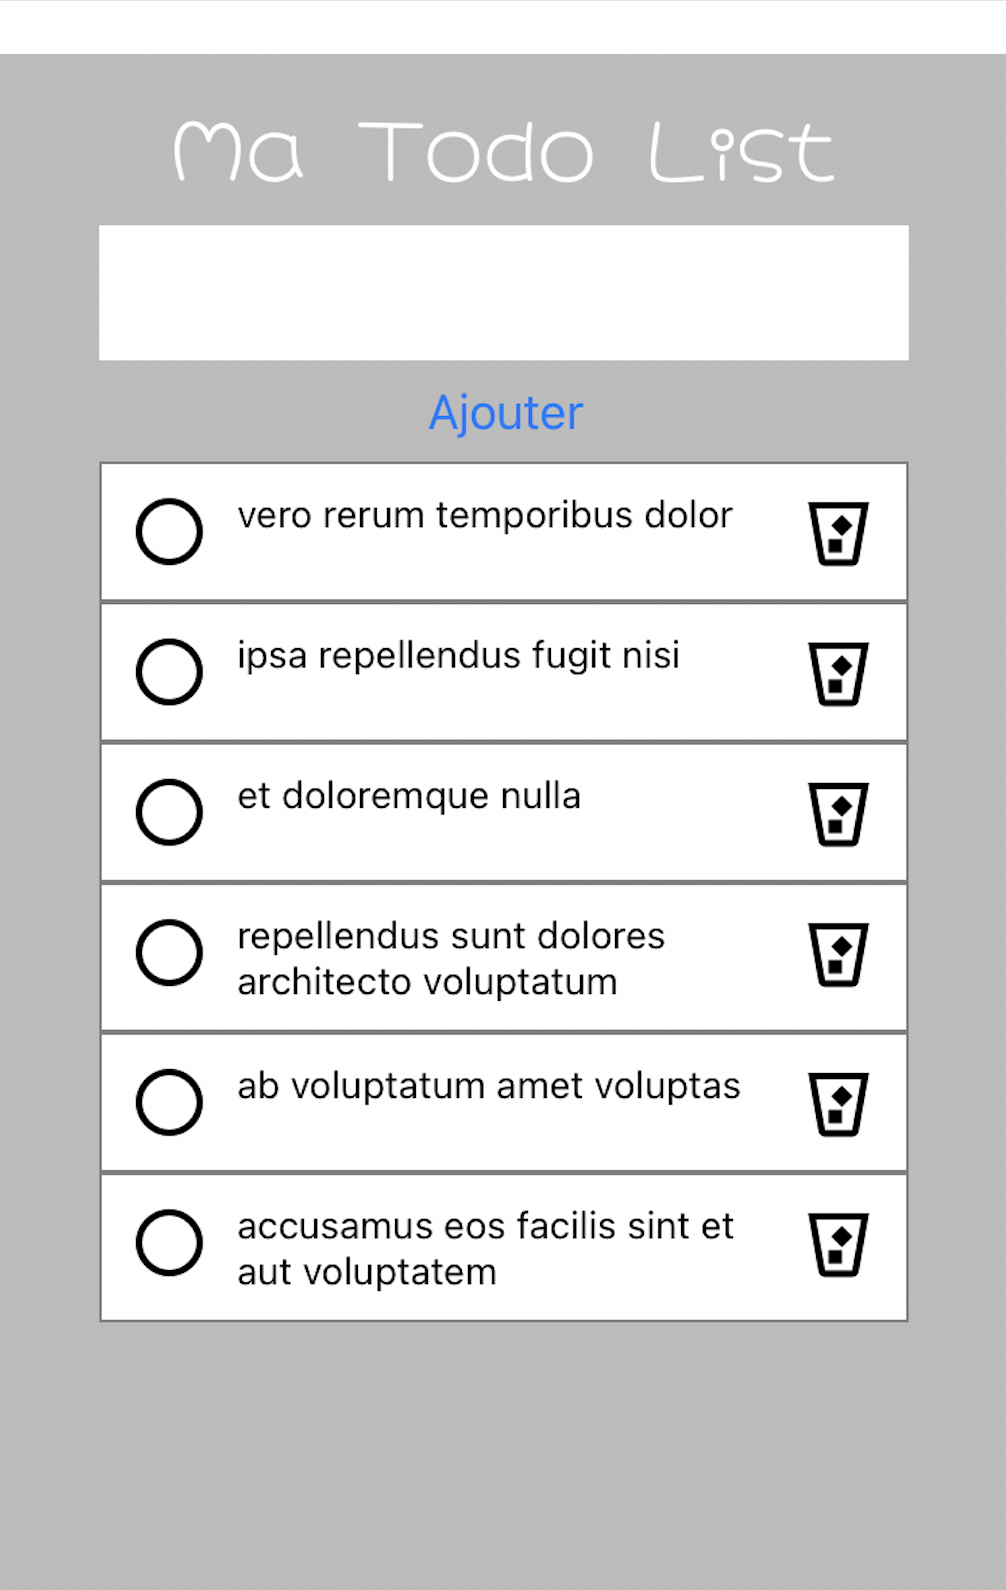 Ma Todo List
Ajouter
vero rerum temporibus dolor
ipsa repellendus fugit nisi
et doloremque nulla
repellendus sunt dolores
architecto voluptatum
ab voluptatum amet voluptas
accusamus eos facilis sint et
aut voluptatem